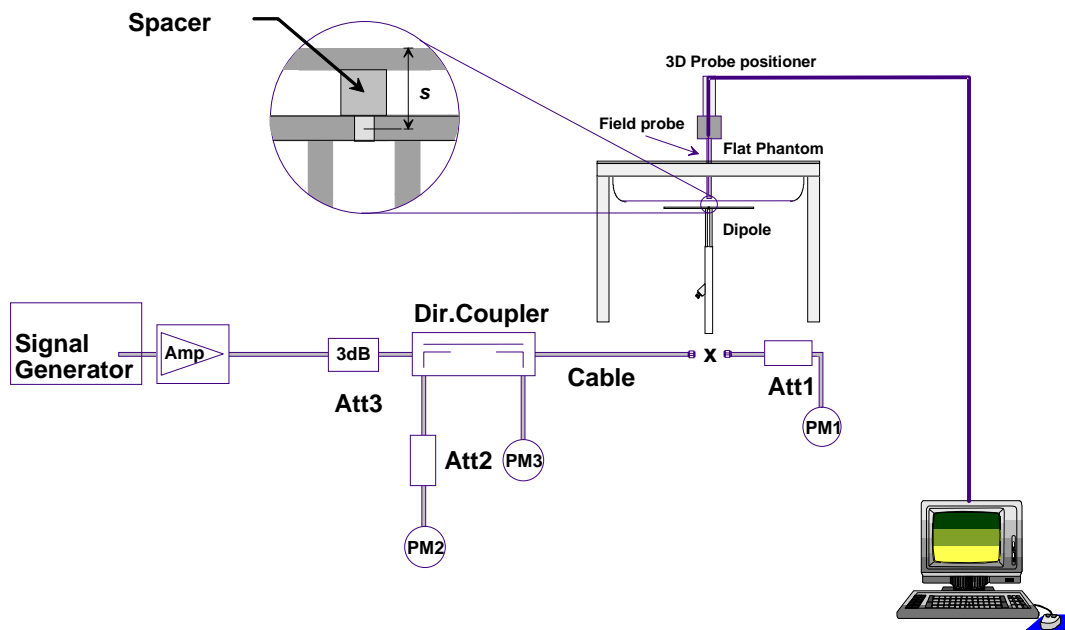 Spacer
s
3D Probe positioner
Field probe
Flat Phantom
Dipole
Signal
Generator
Amp
3dB
Att3
Dir.Coupler
Cable
x
Att1
PM1
Att2
PM3
PM2